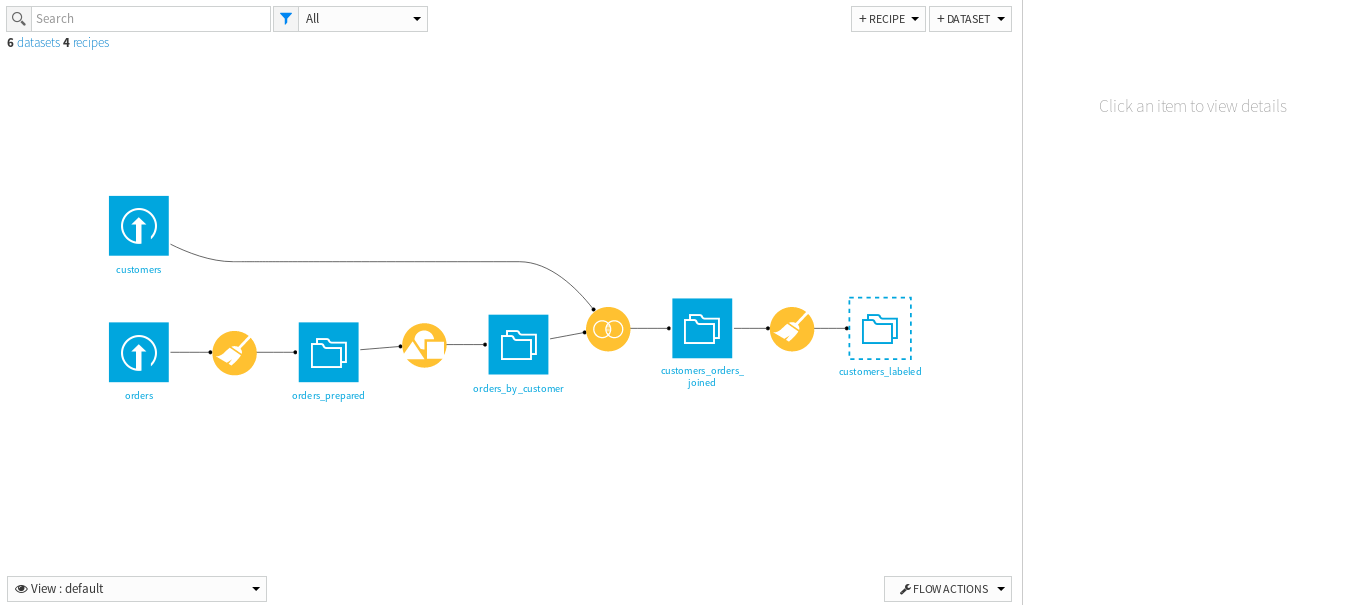 Search
All
+ RECIPE
+ DATASET
6 datasets 4 recipes
Click an item to view details
customers
orders
orders_prepared
orders_by_customer
customers_orders_
joined
customers_labeled
View : default
FLOW ACTIONS